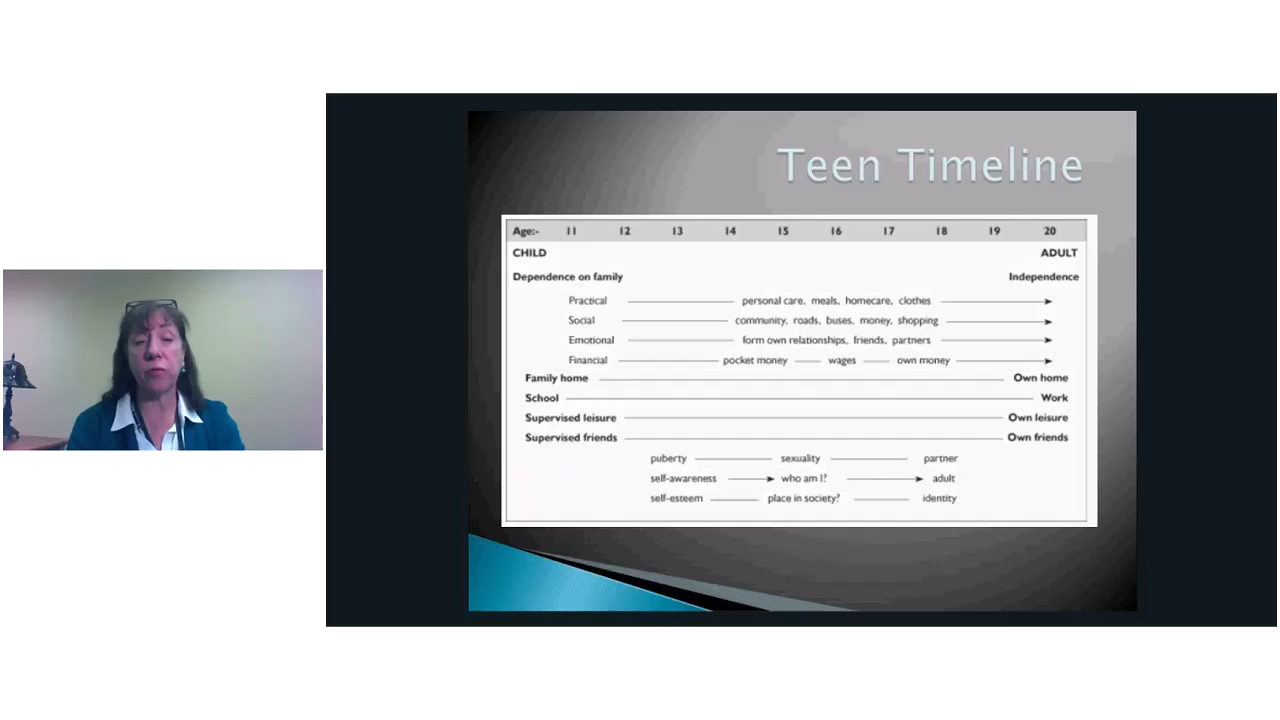 Teen Timeline
Age:- 11 12 13 14 15 16 17 18 19 20
CHILD ADULT
Dependence on family Independence
Practical personal care, meals, homecare, clothes
Social community, roads, buses, money, shopping
Emotional form own relationships, friends, partners
Financial pocket money wages own money
Family home Own home
School Work
Supervised leisure Own leisure
Supervised friends Own friends
puberty sexuality partner
self-awareness who am I? adult
self-esteem place in society? identity